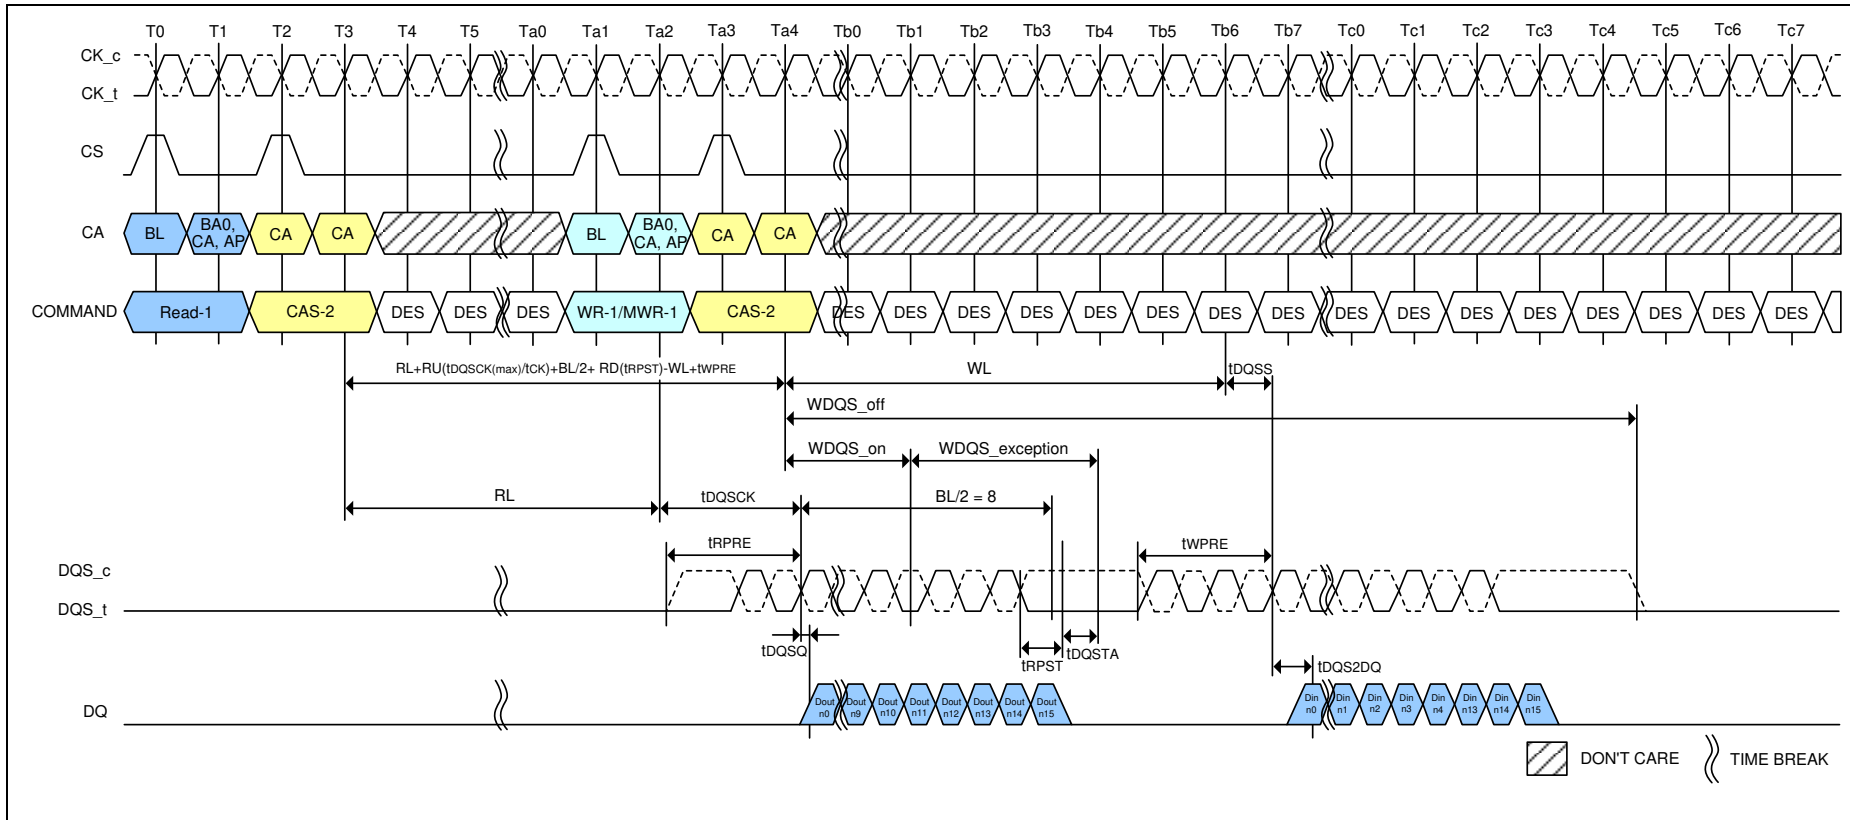 T0 T1 T2 T3 T4 T5 Ta0 Ta1 Ta2 Ta3 Ta4 Tb0 Tb1 Tb2 Tb3 Tb4 Tb5 Tb6 Tb7 Tc0 Tc1 Tc2 Tc3 Tc4 Tc5 Tc6 Tc7
CK_c
CK_t
CS
CA BL BA0, CA, AP CA CA BL BA0, CA, AP CA CA
COMMAND Read-1 CAS-2 DES DES DES WR-1/MWR-1 CAS-2 DES DES DES DES DES DES DES DES DES DES DES DES DES DES DES DES
RL+RU(tDQSCK(max)/tCK)+BL/2+ RD(tRPST)-WL+tWPRE WL tDQSS
WDQS_off
WDQS_on WDQS_exception
RL tDQSCK BL/2 = 8
tRPRE tWPRE
DQS_c
DQS_t
tDQSQ tRPST tDQSTA tDQS2DQ
DQ Dout n0 Dout n9 Dout n10 Dout n11 Dout n12 Dout n13 Dout n14 Dout n15 Din n0 Din n1 Din n2 Din n3 Din n4 Din n13 Din n14 Din n15
DON'T CARE TIME BREAK